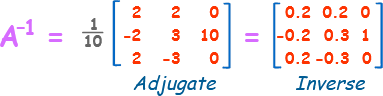 A⁻¹ = 1/10 [ 2 2 0 ] = [ 0.2 0.2 0 ]
[ -2 3 10 ] [ -0.2 0.3 1 ]
[ 2 -3 0 ] [ 0.2 -0.3 0 ]
Adjugate Inverse